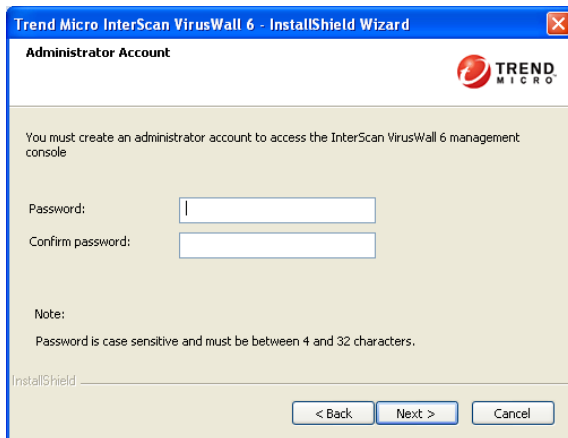 Trend Micro InterScan VirusWall 6 - InstallShield Wizard
Administrator Account
TREND
MICRO
You must create an administrator account to access the InterScan VirusWall 6 management
console
Password:
Confirm password:
Note:
Password is case sensitive and must be between 4 and 32 characters.
InstallShield
< Back
Next >
Cancel